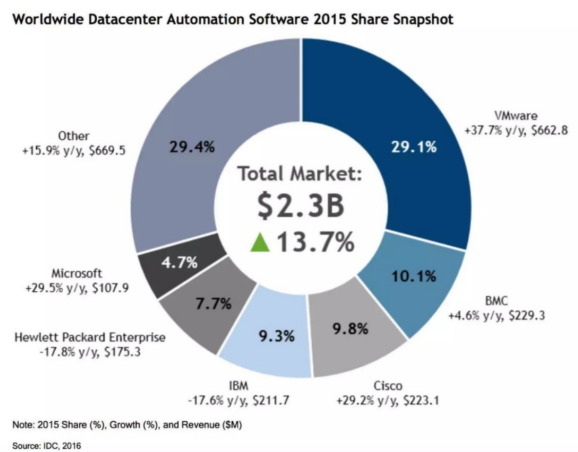 Worldwide Datacenter Automation Software 2015 Share Snapshot
VMware
+37.7% y/y, $662.8
29.1%
BMC
+4.6% y/y, $229.3
10.1%
Cisco
+29.2% y/y, $223.1
9.8%
IBM
-17.6% y/y, $211.7
9.3%
Hewlett Packard Enterprise
-17.8% y/y, $175.3
7.7%
Microsoft
+29.5% y/y, $107.9
4.7%
Other
+15.9% y/y, $669.5
29.4%
Total Market:
$2.3B
▲ 13.7%
Note: 2015 Share (%), Growth (%), and Revenue ($M)
Source: IDC, 2016